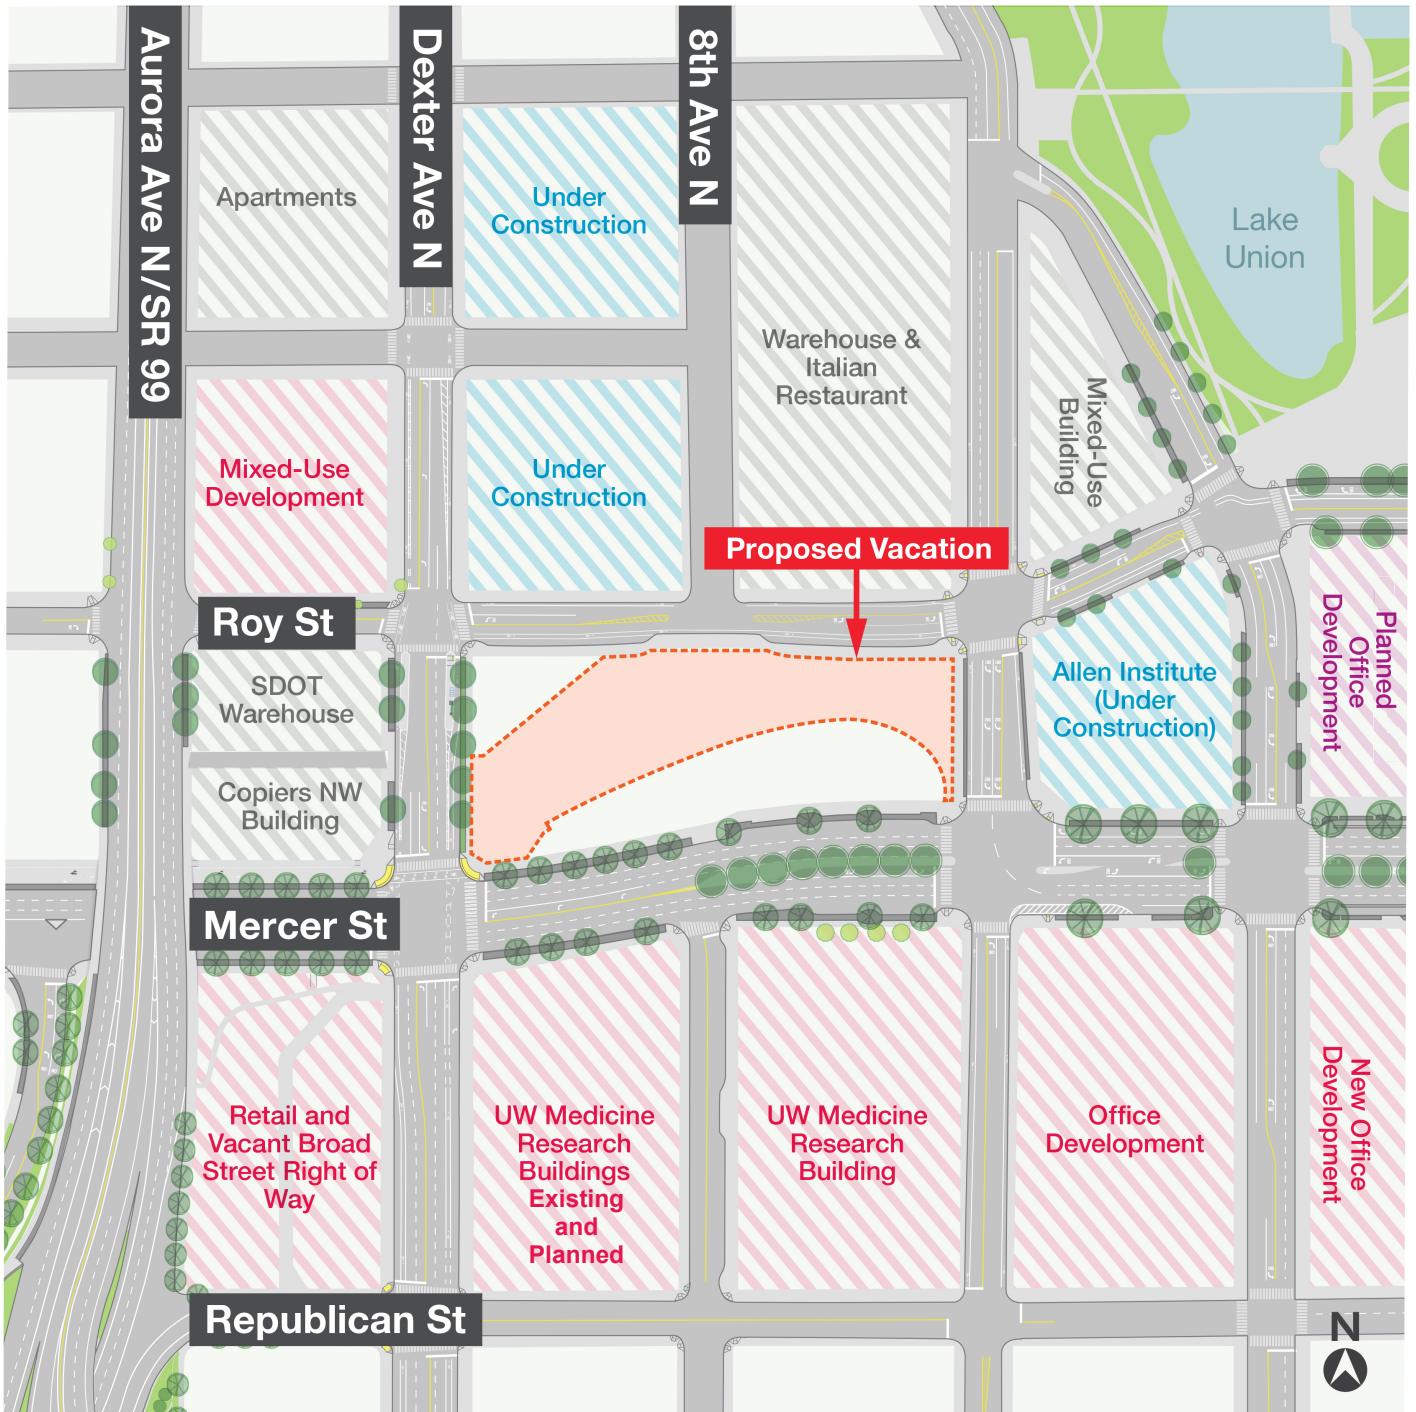 Aurora Ave N/SR 99
Dexter Ave N
8th Ave N
Apartments
Under
Construction
Lake
Union
Warehouse &
Italian
Restaurant
Mixed-Use
Building
Mixed-Use
Development
Under
Construction
Proposed Vacation
Roy St
Planned
Office
Development
SDOT
Warehouse
Allen Institute
(Under
Construction)
Copiers NW
Building
Mercer St
Retail and
Vacant Broad
Street Right of
Way
UW Medicine
Research
Buildings
Existing
and
Planned
UW Medicine
Research
Building
Office
Development
New Office
Development
Republican St
N